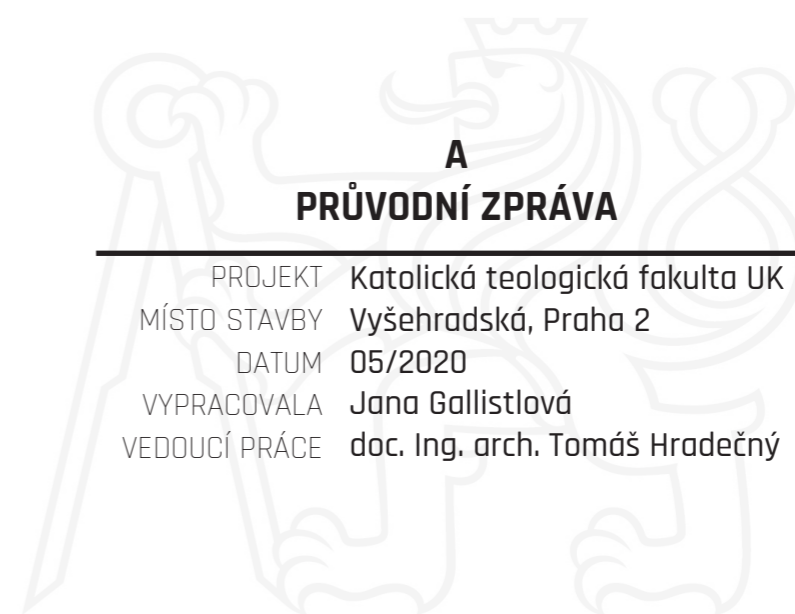 A
PRŮVODNÍ ZPRÁVA
PROJEKT Katolická teologická fakulta UK
MÍSTO STAVBY Vyšehradská, Praha 2
DATUM 05/2020
VYPRACOVALA Jana Gallistlová
VEDOUCÍ PRÁCE doc. Ing. arch. Tomáš Hradečný